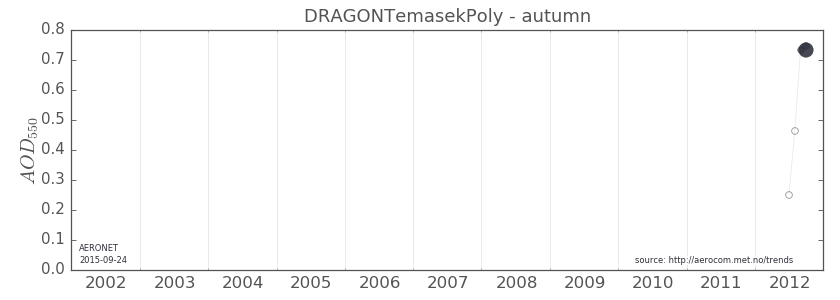 DRAGONTemasekPoly - autumn
0.8
0.7
0.6
0.5
0.4
0.3
0.2
0.1
0.0
AOD550
AERONET
2015-09-24
source: http://aerocom.met.no/trends
2002 2003 2004 2005 2006 2007 2008 2009 2010 2011 2012